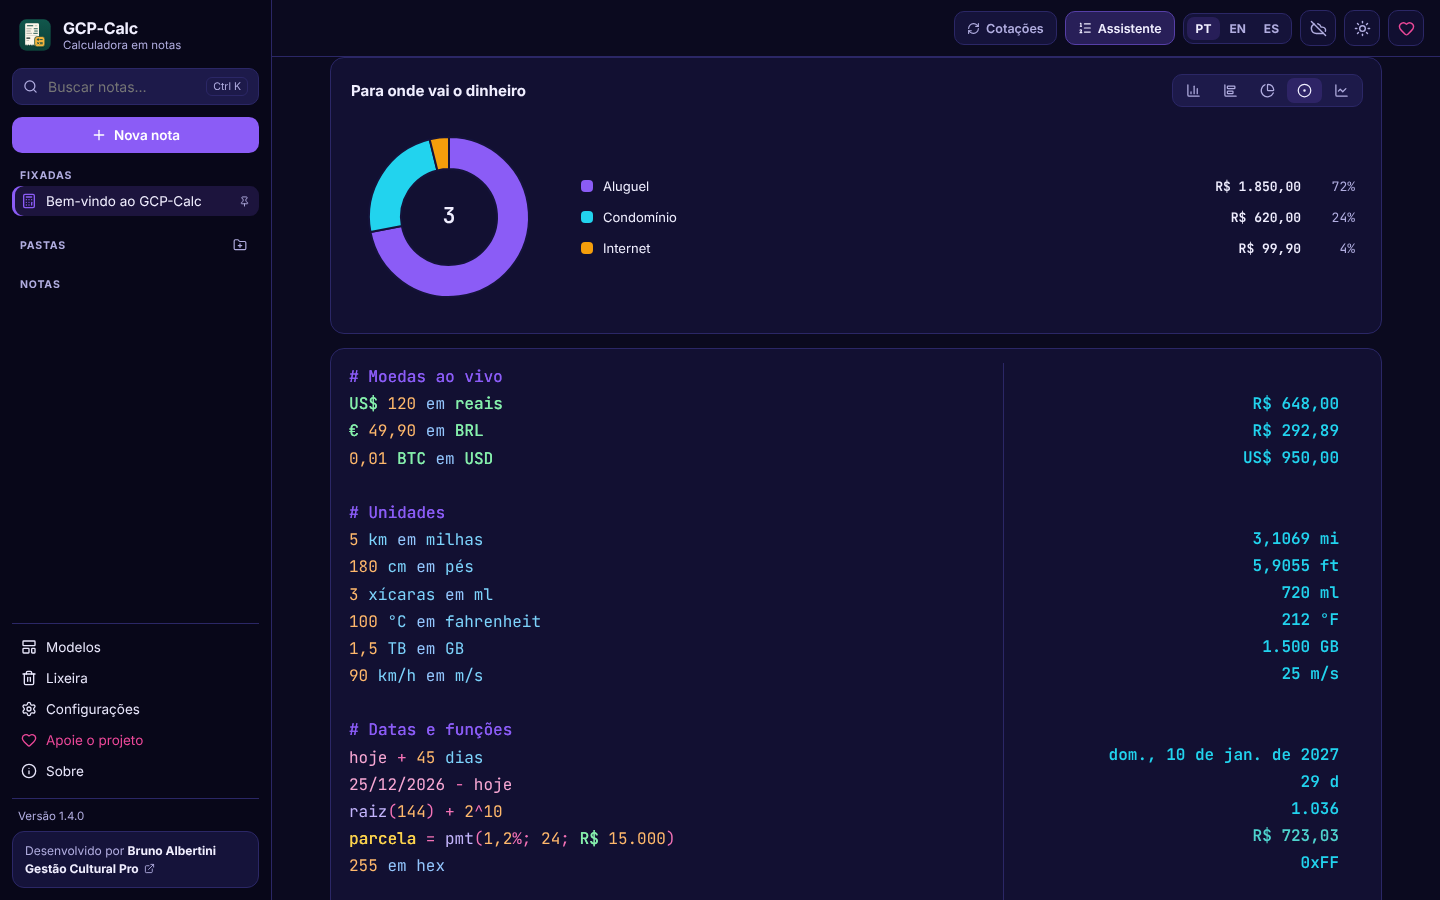 GCP-Calc
Calculadora em notas
Buscar notas...
Ctrl K
Nova nota
FIXADAS
Bem-vindo ao GCP-Calc
PASTAS
NOTAS
Modelos
Lixeira
Configurações
Apoie o projeto
Sobre
Versão 1.4.0
Desenvolvido por Bruno Albertini
Gestão Cultural Pro
Cotações
Assistente
PT EN ES
Para onde vai o dinheiro
3
Aluguel R$ 1.850,00 72%
Condomínio R$ 620,00 24%
Internet R$ 99,90 4%
# Moedas ao vivo
US$ 120 em reais R$ 648,00
€ 49,90 em BRL R$ 292,89
0,01 BTC em USD US$ 950,00
# Unidades
5 km em milhas 3,1069 mi
180 cm em pés 5,9055 ft
3 xícaras em ml 720 ml
100 °C em fahrenheit 212 °F
1,5 TB em GB 1.500 GB
90 km/h em m/s 25 m/s
# Datas e funções
hoje + 45 dias dom., 10 de jan. de 2027
25/12/2026 - hoje 29 d
raiz(144) + 2^10 1.036
parcela = pmt(1,2%; 24; R$ 15.000) R$ 723,03
255 em hex 0xFF